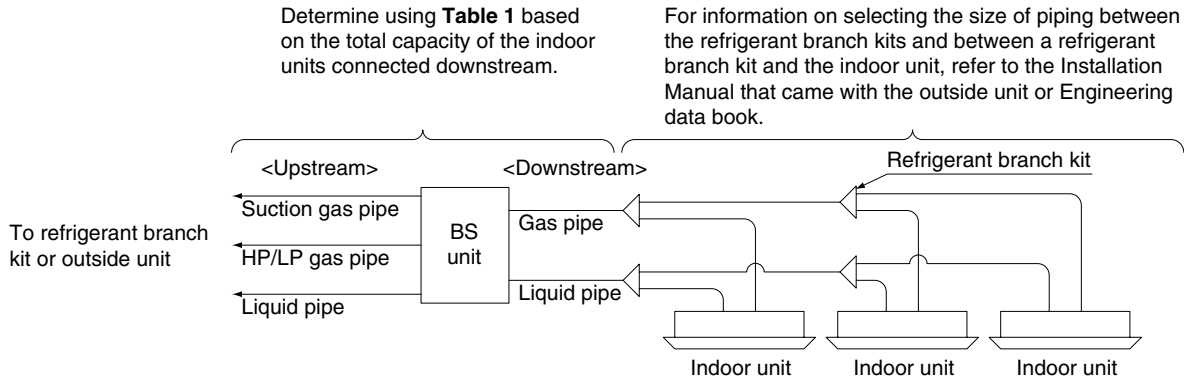 Determine using Table 1 based
on the total capacity of the indoor
units connected downstream.
For information on selecting the size of piping between
the refrigerant branch kits and between a refrigerant
branch kit and the indoor unit, refer to the Installation
Manual that came with the outside unit or Engineering
data book.
<Upstream>
<Downstream>
Refrigerant branch kit
To refrigerant branch
kit or outside unit
Suction gas pipe
HP/LP gas pipe
Liquid pipe
BS
unit
Gas pipe
Liquid pipe
Indoor unit
Indoor unit
Indoor unit